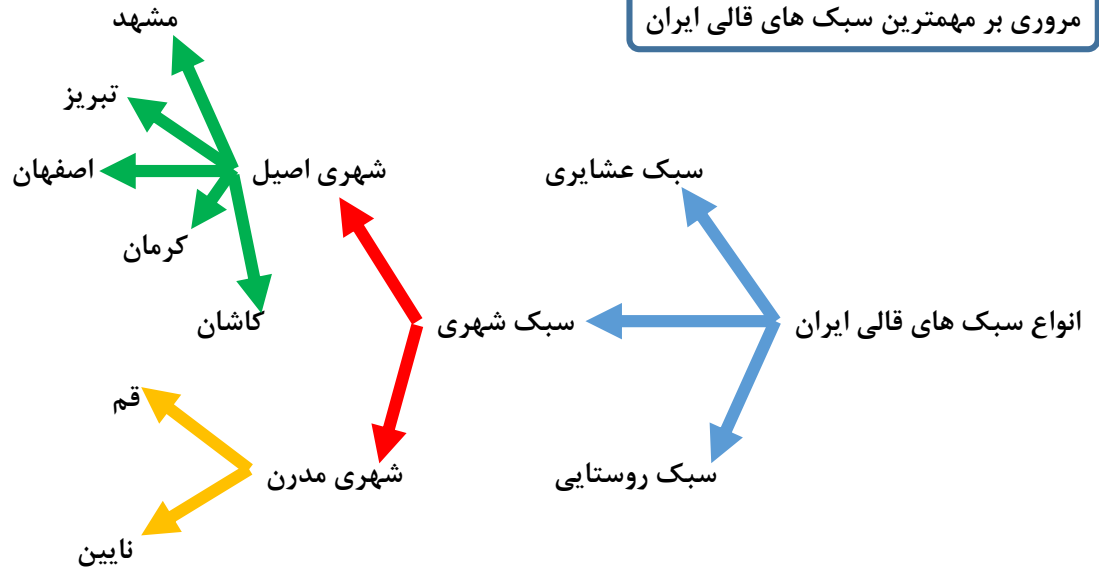 مروری بر مهمترین سبک های قالی ایران
انواع سبک های قالی ایران
سبک عشایری
سبک شهری
سبک روستایی
شهری اصیل
شهری مدرن
مشهد
تبریز
اصفهان
کرمان
کاشان
قم
نایین